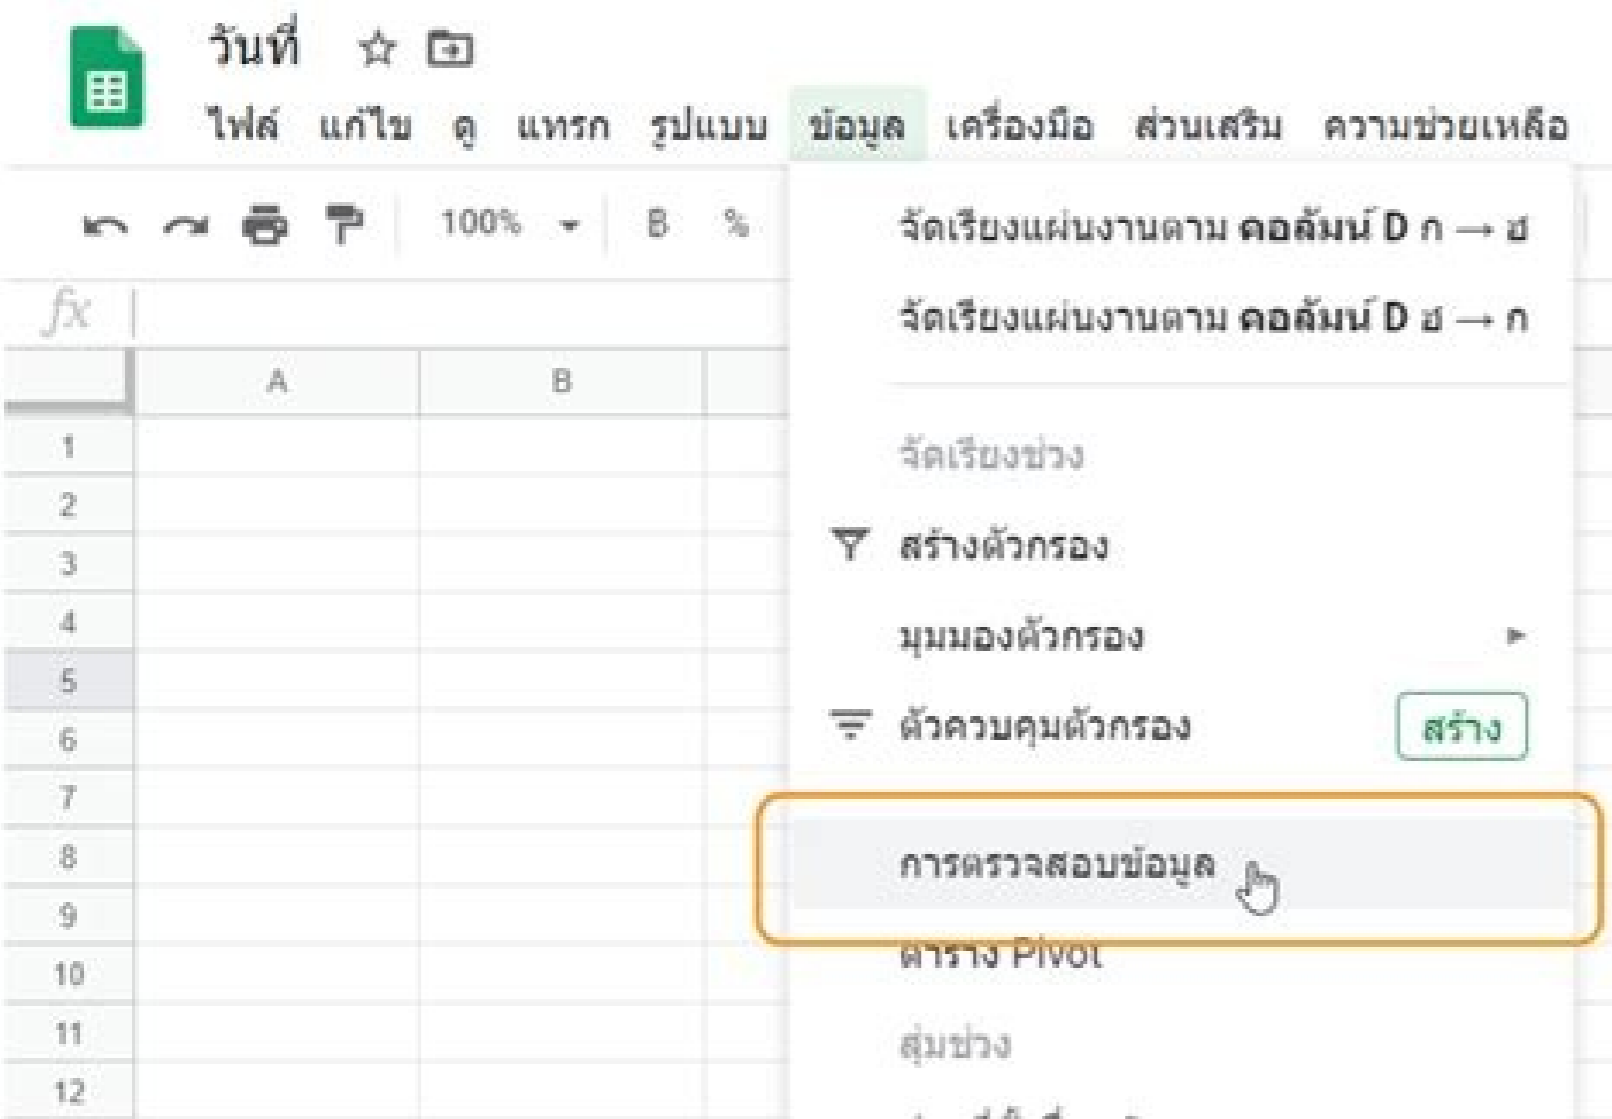 วันที่
ไฟล์ แก้ไข ดู แทรก รูปแบบ ข้อมูล เครื่องมือ ส่วนเสริม ความช่วยเหลือ
100% B %
จัดเรียงแผ่นงานตาม คอลัมน์ D ก → ฮ
จัดเรียงแผ่นงานตาม คอลัมน์ D ฮ → ก
fx
A B
จัดเรียงช่วง
สร้างตัวกรอง
มุมมองตัวกรอง
ตัวควบคุมตัวกรอง สร้าง
การตรวจสอบข้อมูล
ตาราง Pivot
สุ่มช่วง
1
2
3
4
5
6
7
8
9
10
11
12